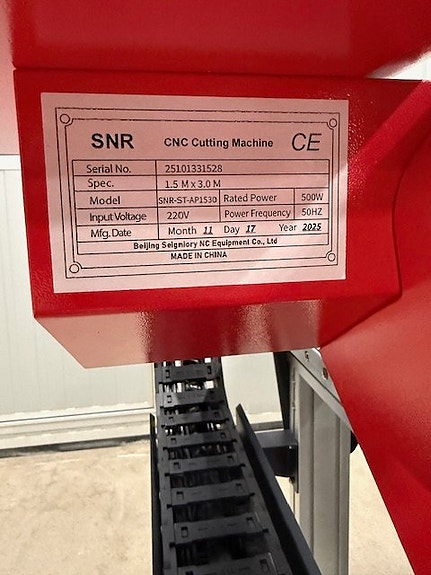 SNR CNC Cutting Machine CE
Serial No. 25101331528
Spec. 1.5 M x 3.0 M
Model SNR-ST-AP1530 Rated Power 500W
Input Voltage 220V Power Frequency 50HZ
Mfg. Date Month 11 Day 17 Year 2025
Beijing Seigniory NC Equipment Co., Ltd
MADE IN CHINA